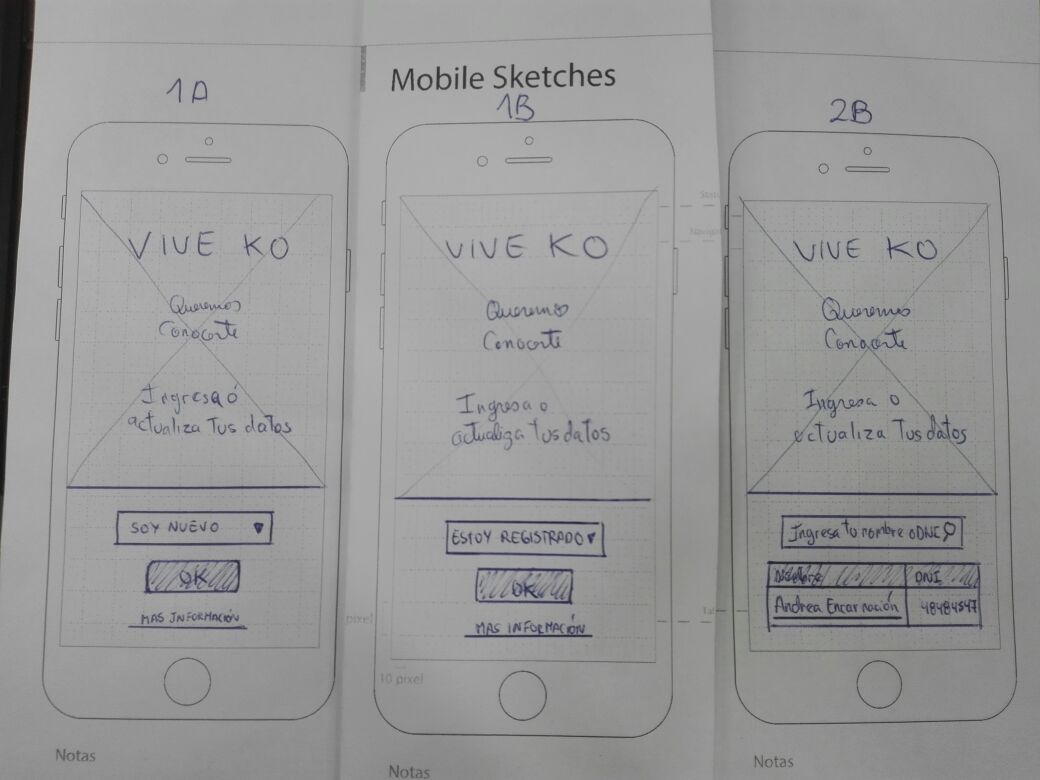 Mobile Sketches
1A
VIVE KO
Queremos
Conocerte
Ingresa ó
actualiza Tus datos
SOY NUEVO
OK
MAS INFORMACIÓN
Notas
1B
VIVE KO
Queremos
Conocerte
Ingresa o
actualiza Tus datos
ESTOY REGISTRADO
OK
MAS INFORMACIÓN
pixel
10 pixel
Notas
2B
VIVE KO
Queremos
Conocerte
Ingresa o
actualiza Tus datos
Ingresa tu nombre o DNI
Nombre DNI
Andrea Encarnación 48484547
Notas